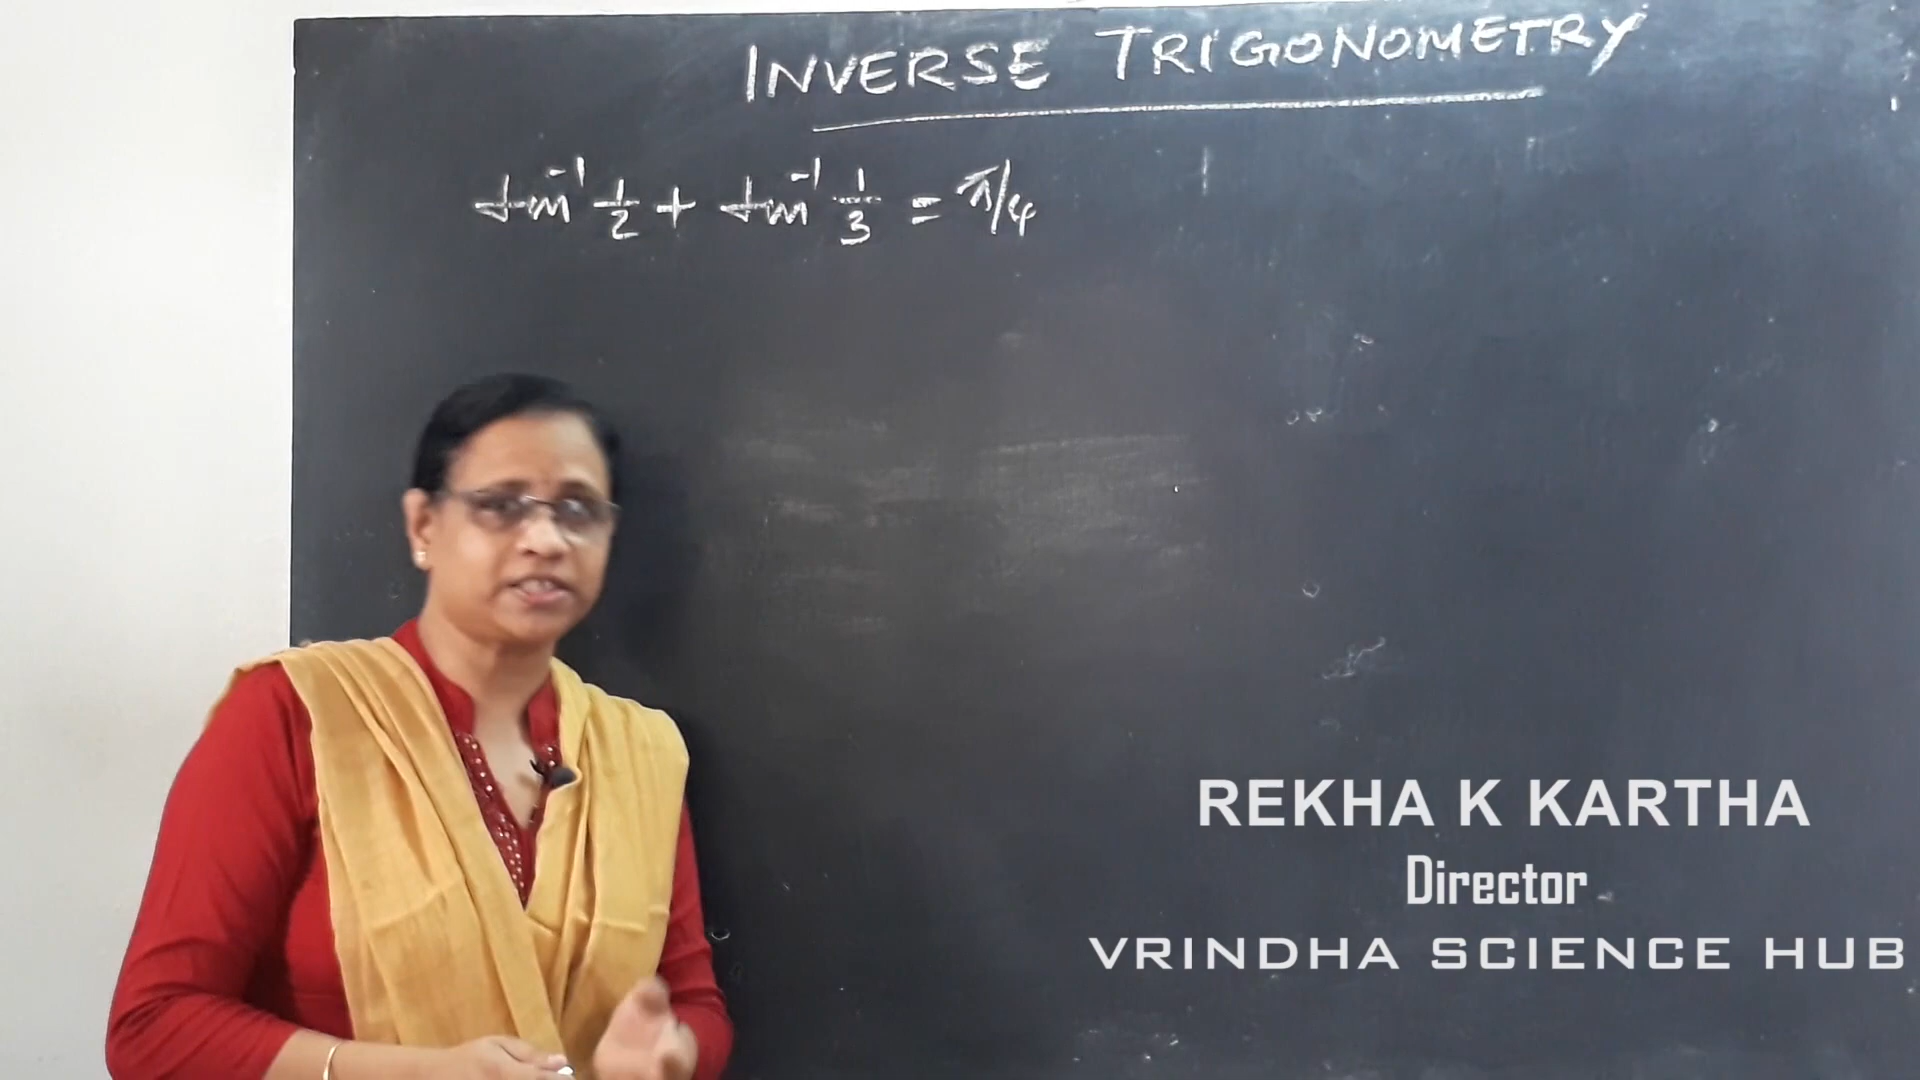 INVERSE TRIGONOMETRY
tan⁻¹ 1/2 + tan⁻¹ 1/3 = π/4
REKHA K KARTHA
Director
VRINDHA SCIENCE HUB